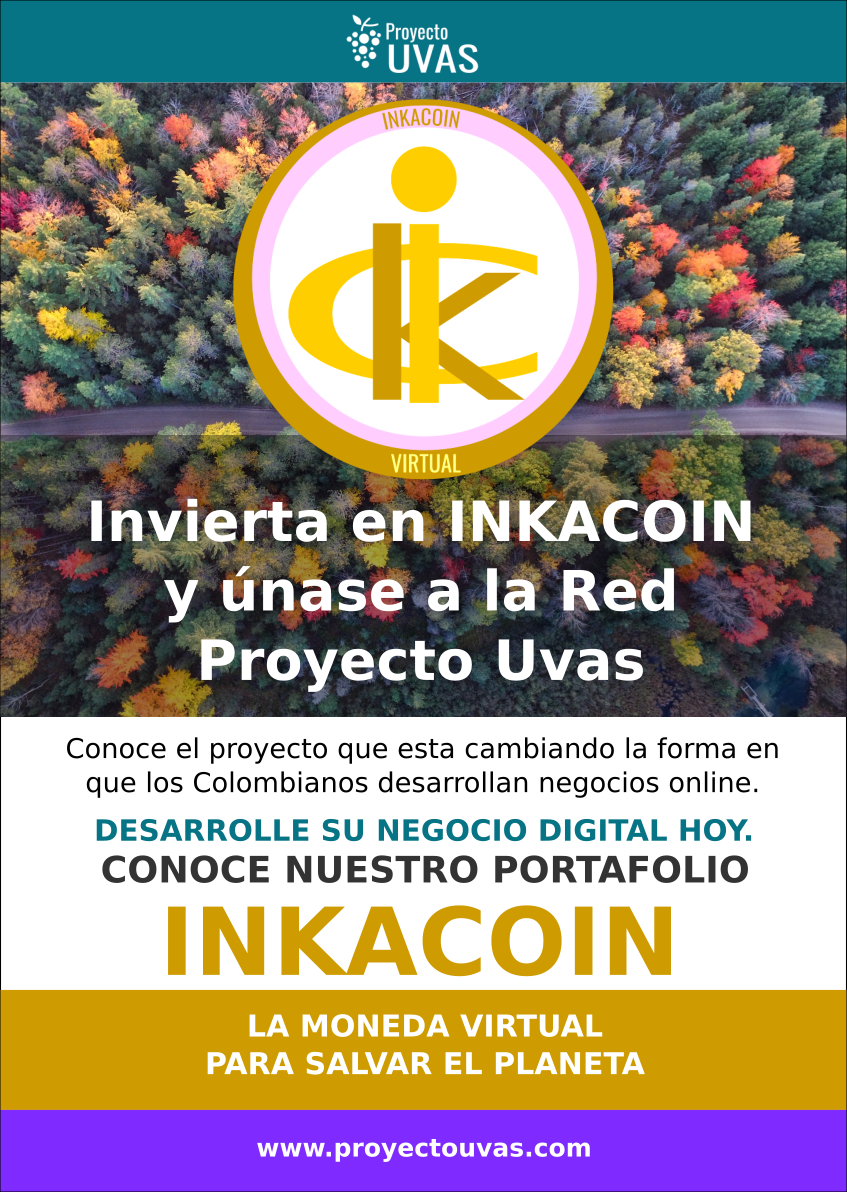 Proyecto
UVAS
INKACOIN
VIRTUAL
Invierta en INKACOIN
y únase a la Red
Proyecto Uvas
Conoce el proyecto que esta cambiando la forma en
que los Colombianos desarrollan negocios online.
DESARROLLE SU NEGOCIO DIGITAL HOY.
CONOCE NUESTRO PORTAFOLIO
INKACOIN
LA MONEDA VIRTUAL
PARA SALVAR EL PLANETA
www.proyectouvas.com